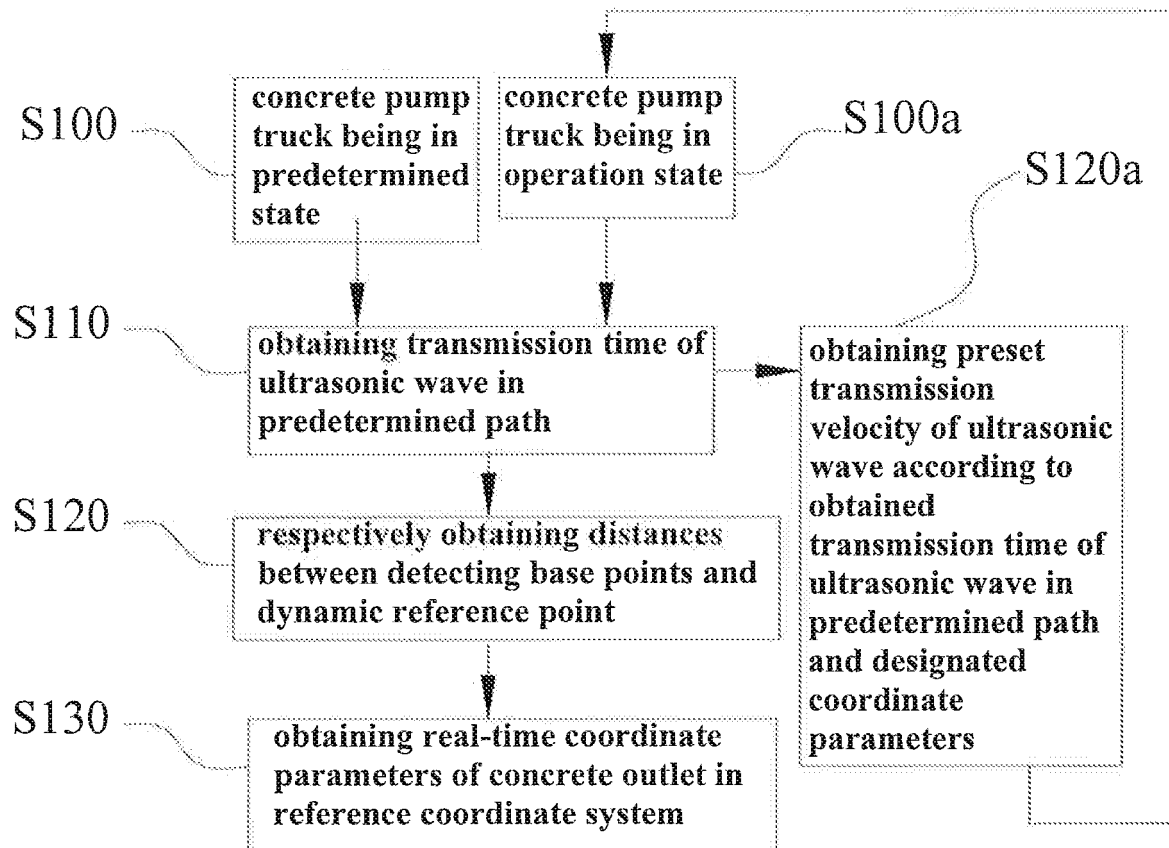 S100
concrete pump
truck being in
predetermined
state
concrete pump
truck being in
operation state
S100a
S120a
S110
obtaining transmission time of
ultrasonic wave in
predetermined path
obtaining preset
transmission
velocity of ultrasonic
wave according to
obtained
transmission time of
ultrasonic wave in
predetermined path
and designated
coordinate
parameters
S120
respectively obtaining distances
between detecting base points and
dynamic reference point
S130
obtaining real-time coordinate
parameters of concrete outlet in
reference coordinate system